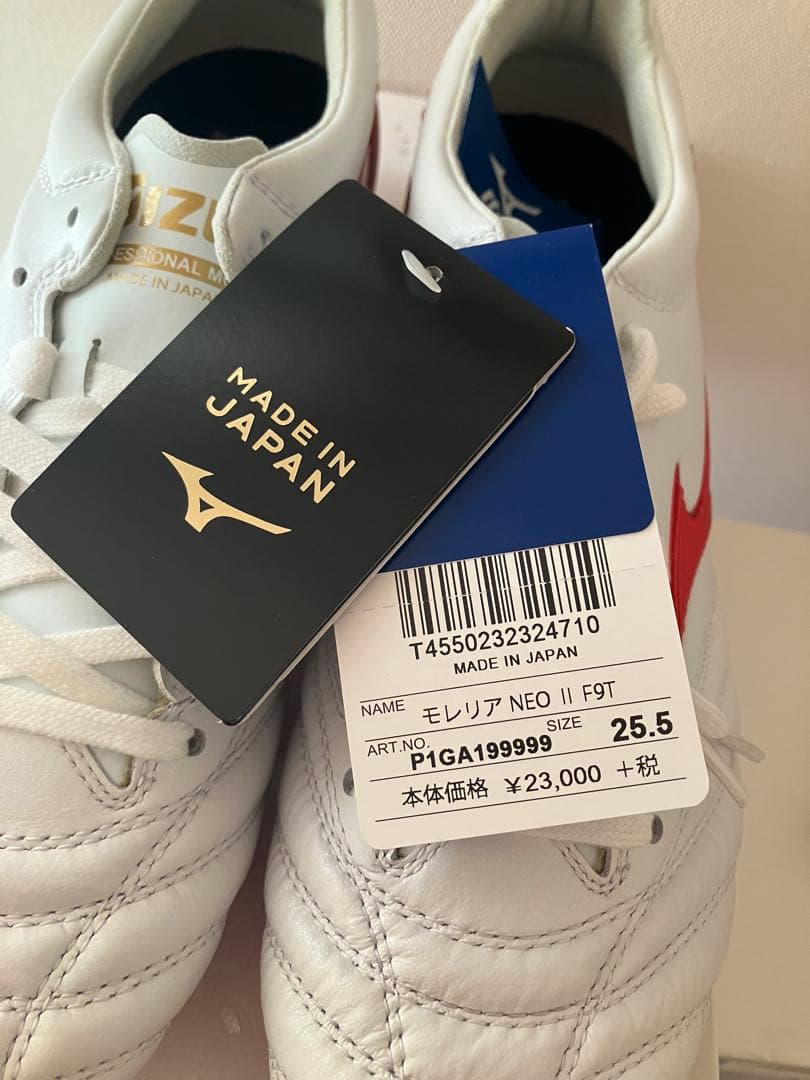 MADE IN JAPAN
MADE IN
JAPAN
T4550232324710
MADE IN JAPAN
NAME モレリア NEO II F9T
ART.NO. P1GA199999 SIZE 25.5
本体価格 ¥23,000 +税